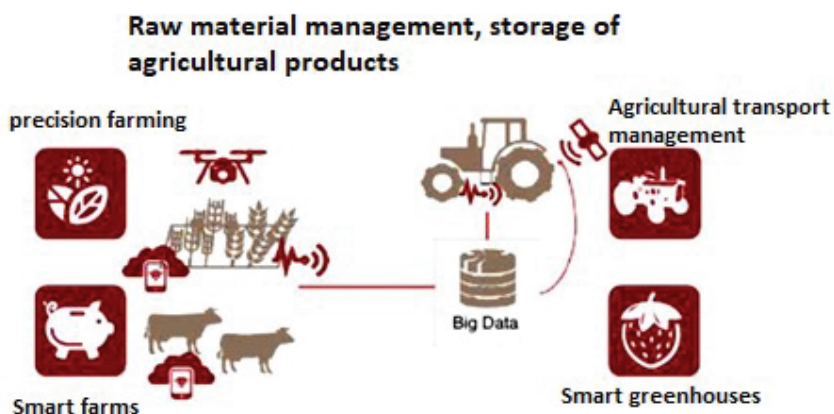 Raw material management, storage of
agricultural products
precision farming
Agricultural transport
management
Big Data
Smart farms
Smart greenhouses